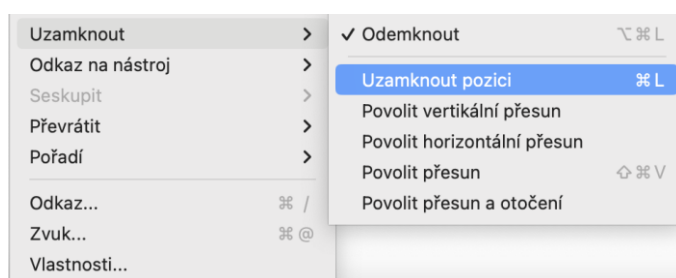 Uzamknout >
Odkaz na nástroj >
Seskupit >
Převrátit >
Pořadí >
Odkaz... ⌘ /
Zvuk... ⌘ @
Vlastnosti...
✓ Odemknout ⌥ ⌘ L
Uzamknout pozici ⌘ L
Povolit vertikální přesun
Povolit horizontální přesun
Povolit přesun ⇧ ⌘ V
Povolit přesun a otočení